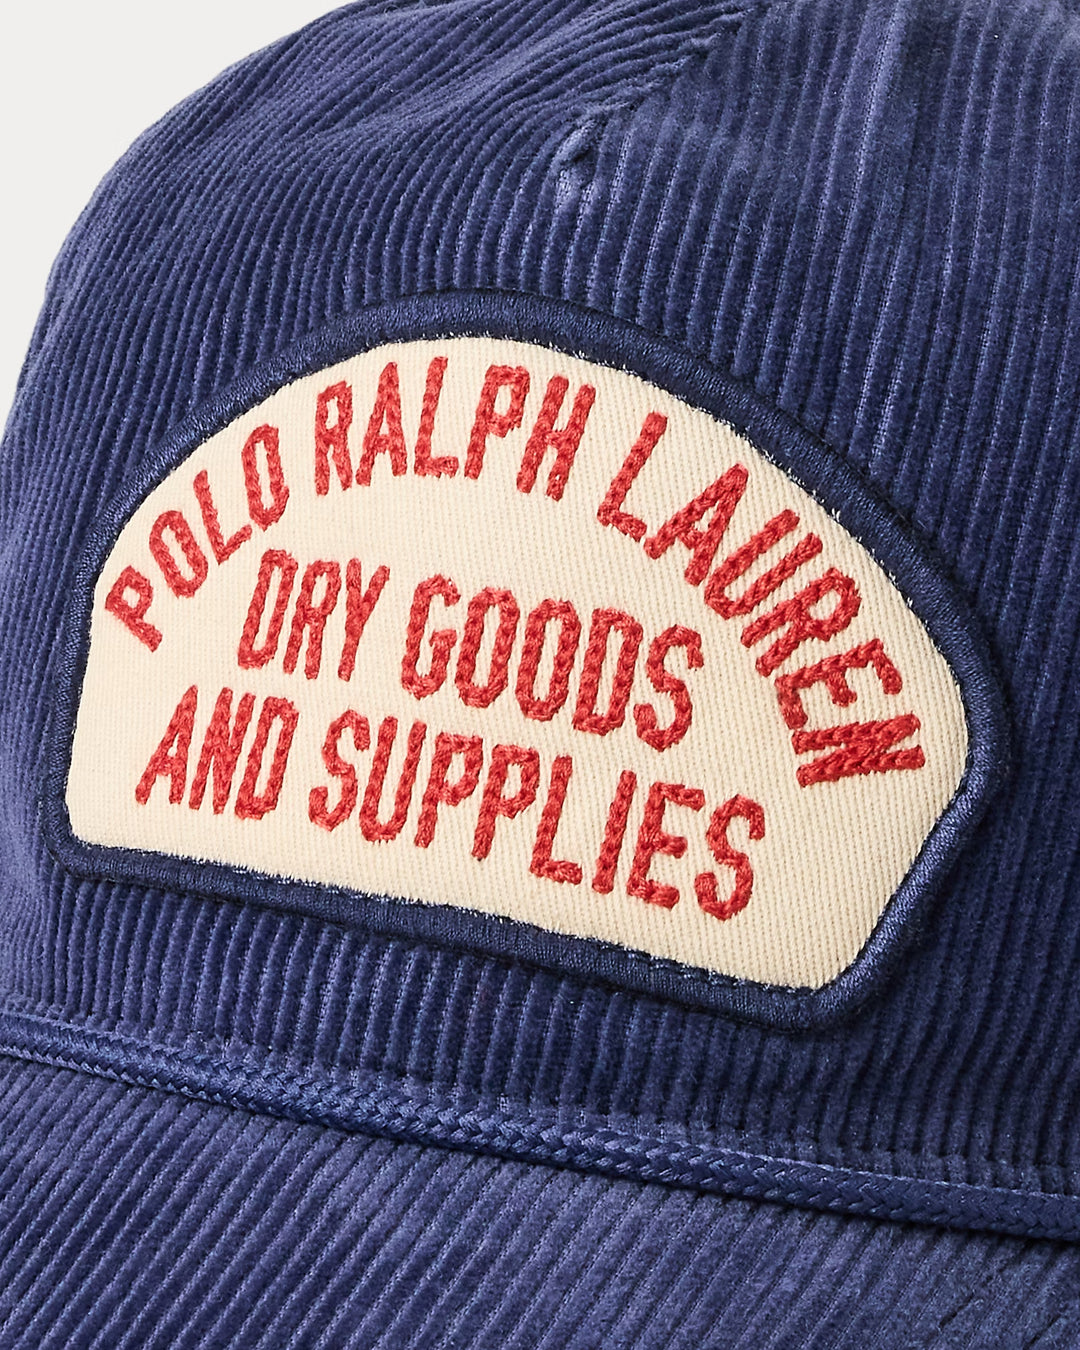 POLO RALPH LAUREN
DRY GOODS
AND SUPPLIES